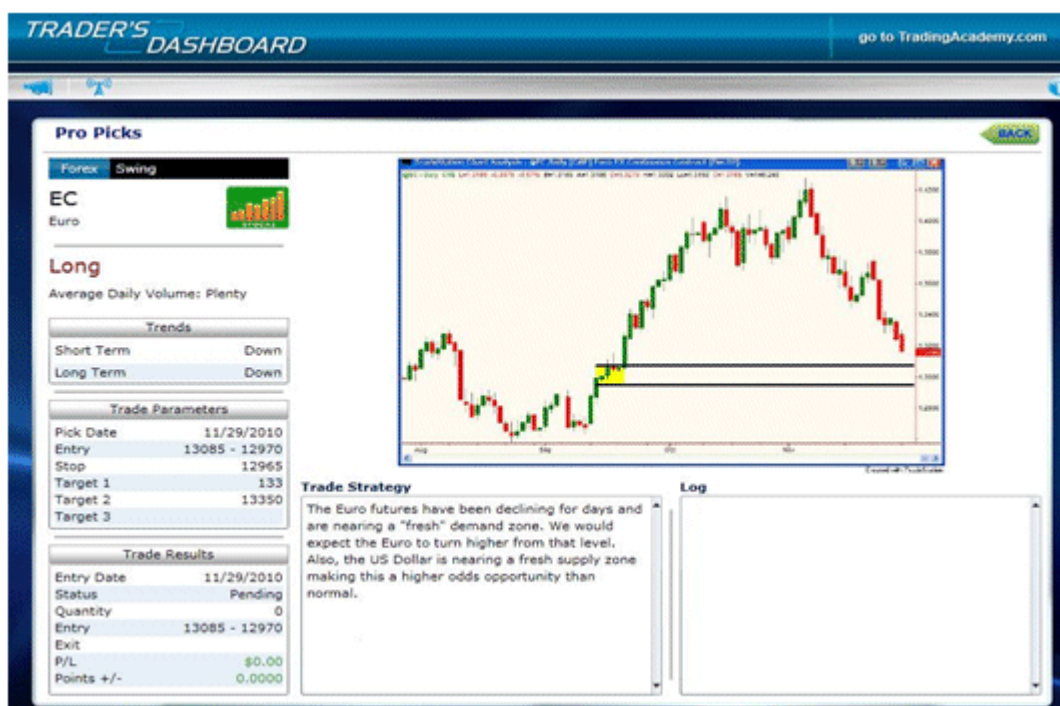 TRADER'S
DASHBOARD
go to TradingAcademy.com
Pro Picks
BACK
Forex Swing
EC
Euro
Long
Average Daily Volume: Plenty
Trends
Short Term Down
Long Term Down
Trade Parameters
Pick Date 11/29/2010
Entry 13085 - 12970
Stop 12965
Target 1 133
Target 2 13350
Target 3
Trade Results
Entry Date 11/29/2010
Status Pending
Quantity 0
Entry 13085 - 12970
Exit
P/L $0.00
Points +/- 0.0000
Aug
Sep
Oct
Trade Strategy
The Euro futures have been declining for days and
are nearing a "fresh" demand zone. We would
expect the Euro to turn higher from that level.
Also, the US Dollar is nearing a fresh supply zone
making this a higher odds opportunity than
normal.
Log